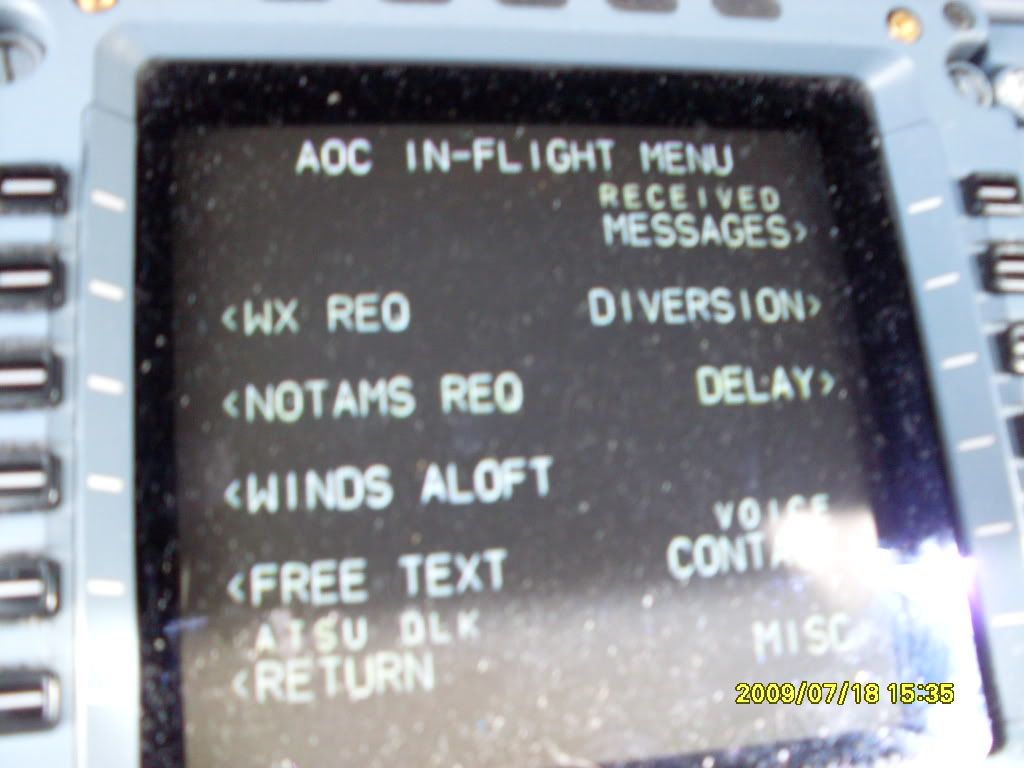 AOC IN-FLIGHT MENU
RECEIVED
MESSAGES>
<WX REQ DIVERSION>
<NOTAMS REQ DELAY>
<WINDS ALOFT
VOICE
<FREE TEXT
ATSU DLK
<RETURN MISC
2009/07/18 15:35